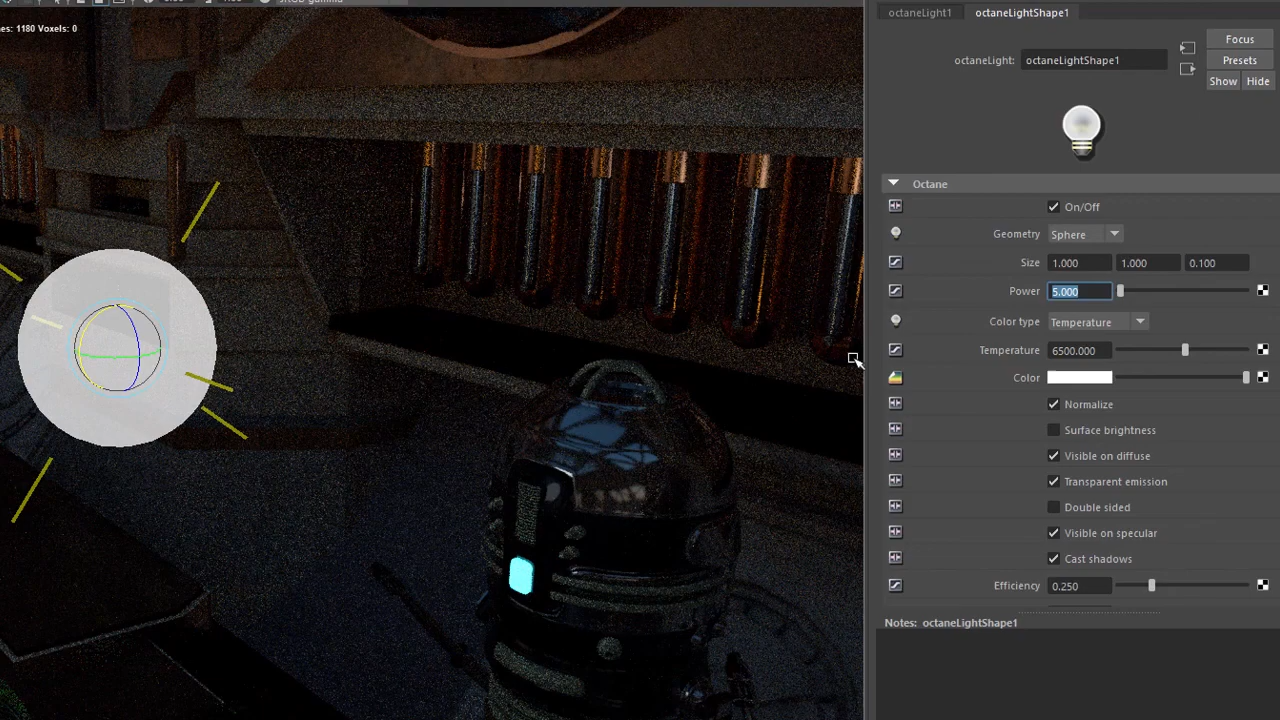 octaneLight1 octaneLightShape1
1180 Voxels: 0
Focus
octaneLight: octaneLightShape1
Presets
Show Hide
Octane
On/Off
Geometry Sphere
Size 1.000 1.000 0.100
Power 5.000
Color type Temperature
Temperature 6500.000
Color
Normalize
Surface brightness
Visible on diffuse
Transparent emission
Double sided
Visible on specular
Cast shadows
Efficiency 0.250
Notes: octaneLightShape1